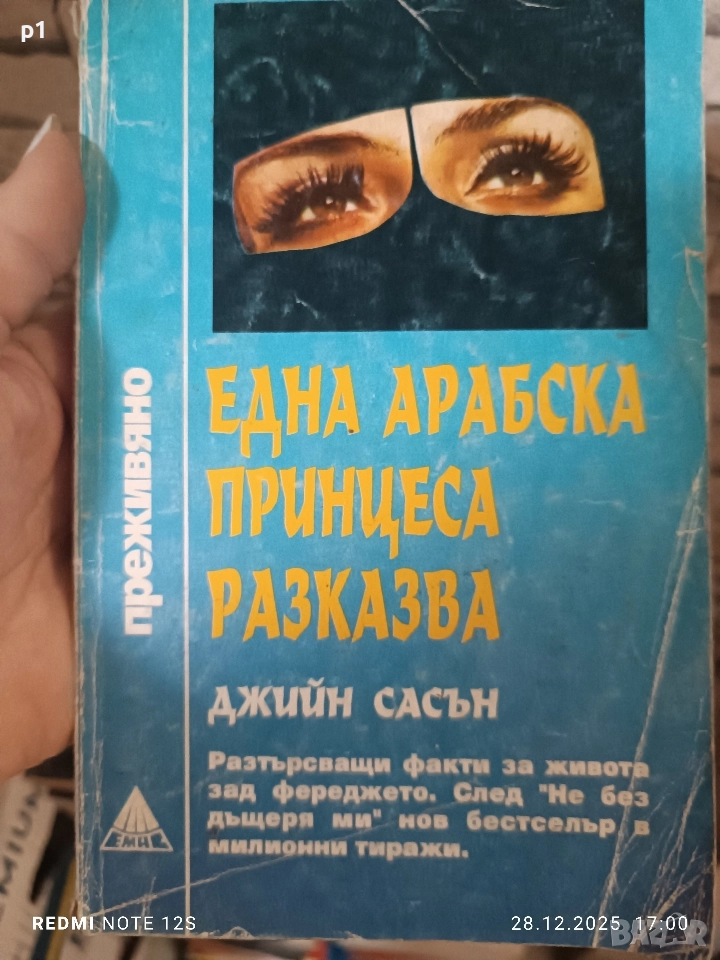 p1
преживяно
ЕДНА АРАБСКА
ПРИНЦЕСА
РАЗКАЗВА
ДЖИЙН САСЪН
Разтърсващи факти за живота
зад фереджето. След "Не без
дъщеря ми" нов бестселър в
милионни тиражи.
ЕМАС
REDMI NOTE 12S
28.12.2025 17:00
BAZAR